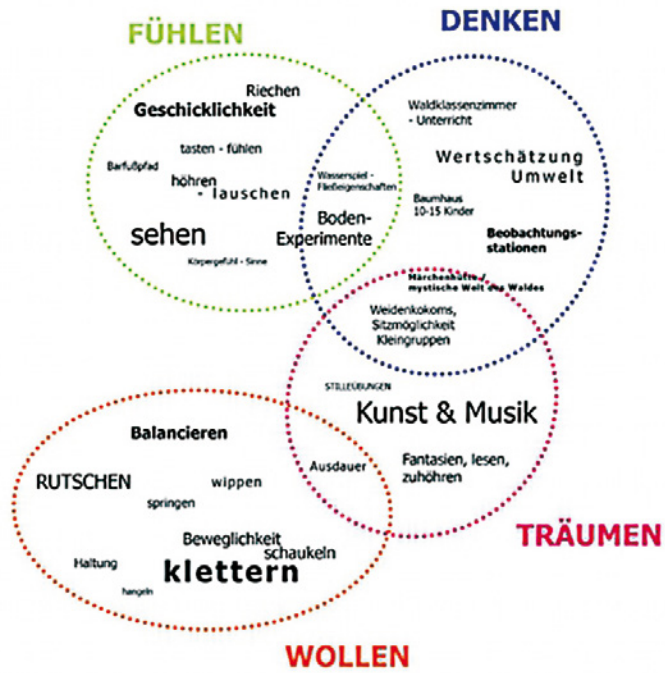 FÜHLEN
DENKEN
Riechen
Geschicklichkeit
tasten - fühlen
Barfußpfad
höhren
- lauschen
sehen
Körpergefühl - Sinne
Wasserspiel -
Fließeigenschaften
Boden-
Experimente
Waldklassenzimmer
- Unterricht
Wertschätzung
Umwelt
Baumhaus
10-15 Kinder
Beobachtungs-
stationen
Märchenhütte /
mystische Welt des Waldes
Weidenkokoms,
Sitzmöglichkeit
Kleingruppen
STILLEÜBUNGEN
Kunst & Musik
Ausdauer
Fantasien, lesen,
zuhöhren
TRÄUMEN
Balancieren
RUTSCHEN
wippen
springen
Beweglichkeit
schaukeln
Haltung
klettern
hangeln
WOLLEN